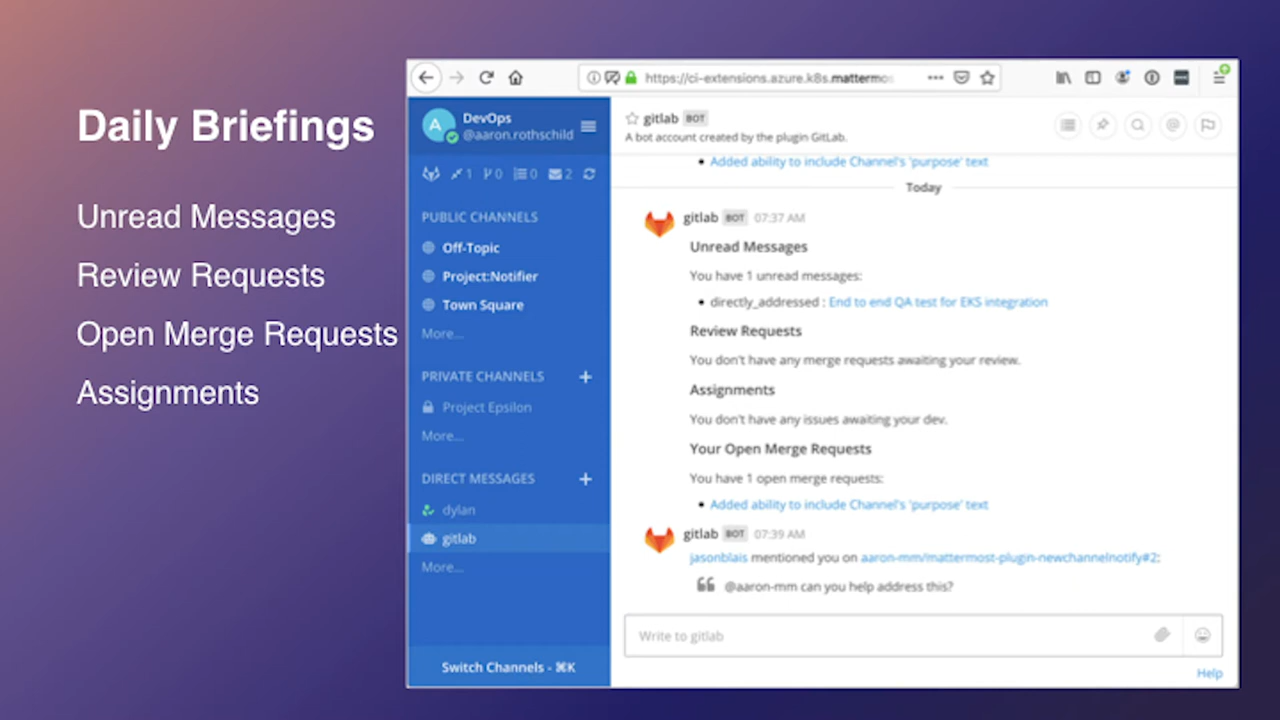 Daily Briefings
Unread Messages
Review Requests
Open Merge Requests
Assignments
https://ci-extensions.azure.k8s.mattermos
A
DevOps
@aaron.rothschild
1 0 0 2
PUBLIC CHANNELS
Off-Topic
Project:Notifier
Town Square
More...
PRIVATE CHANNELS +
Project Epsilon
More...
DIRECT MESSAGES +
dylan
gitlab
More...
Switch Channels - ⌘K
gitlab BOT
A bot account created by the plugin GitLab.
• Added ability to include Channel's 'purpose' text
Today
gitlab BOT 07:37 AM
Unread Messages
You have 1 unread messages:
• directly_addressed : End to end QA test for EKS integration
Review Requests
You don't have any merge requests awaiting your review.
Assignments
You don't have any issues awaiting your dev.
Your Open Merge Requests
You have 1 open merge requests:
• Added ability to include Channel's 'purpose' text
gitlab BOT 07:39 AM
jasonblais mentioned you on aaron-mm/mattermost-plugin-newchannelnotify#2:
@aaron-mm can you help address this?
Write to gitlab
Help